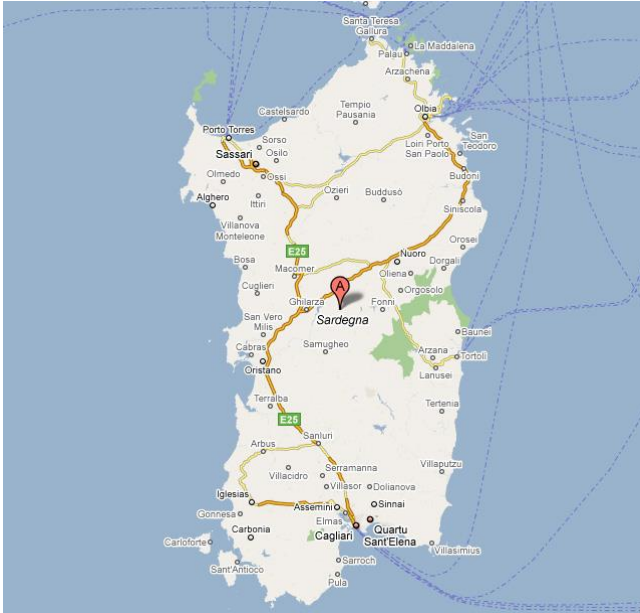 Santa Teresa
Gallura
La Maddalena
Palau
Arzachena
Castelsardo
Tempio
Pausania
Olbia
Porto Torres
Sorso
Loiri Porto
San Paolo
San
Teodoro
Sassari
Osilo
Olmedo
Ossi
Budoni
Alghero
Ittiri
Ozieri
Buddusò
Siniscola
Villanova
Monteleone
Orosei
E25
Nuoro
Bosa
Macomer
Oliena
Dorgali
Cuglieri
A
Orgosolo
Ghilarza
Fonni
Sardegna
San Vero
Milis
Baunei
Samugheo
Cabras
Arzana
Tortoli
Oristano
Lanusei
Terralba
Tertenia
E25
Sanluri
Arbus
Villaputzu
Villacidro
Serramanna
Villasor
Dolianova
Iglesias
Assemini
Sinnai
Gonnesa
Elmas
Quartu
Sant'Elena
Carbonia
Cagliari
Carloforte
Villasimius
Sant'Antioco
Sarroch
Pula